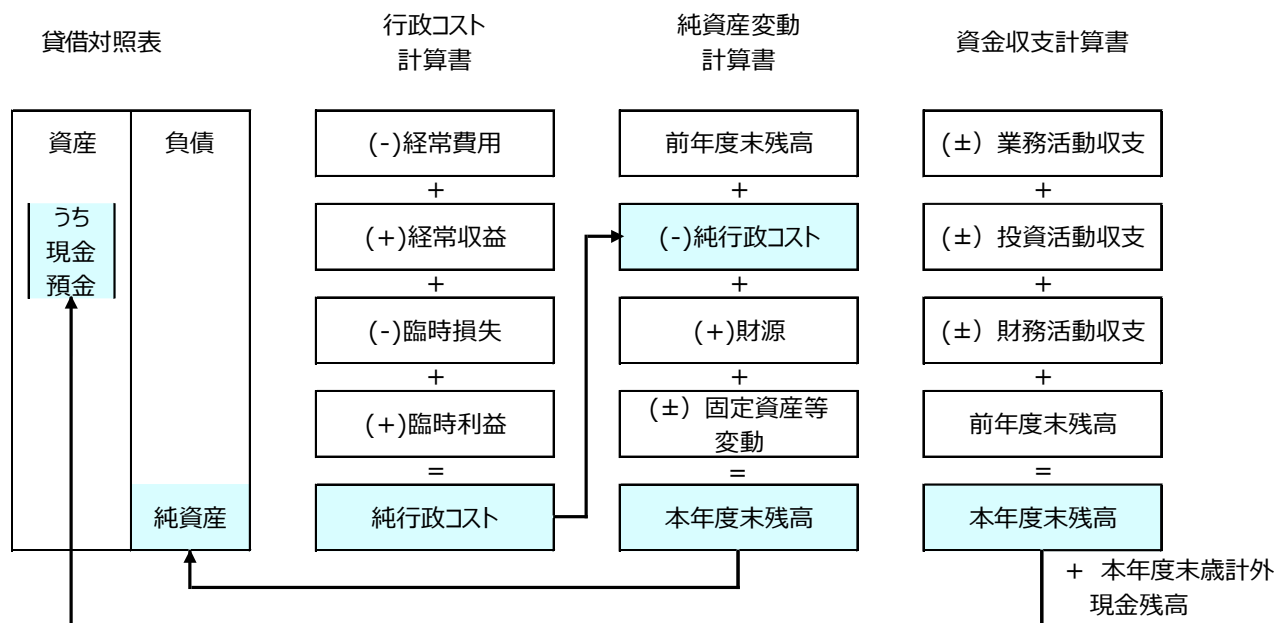 貸借対照表
資産
負債
うち
現金
預金
純資産
行政コスト
計算書
(-)経常費用
+
(+)経常収益
+
(-)臨時損失
+
(+)臨時利益
=
純行政コスト
純資産変動
計算書
前年度末残高
+
(-)純行政コスト
+
(+)財源
+
(±) 固定資産等
変動
=
本年度末残高
資金収支計算書
(±) 業務活動収支
+
(±) 投資活動収支
+
(±) 財務活動収支
+
前年度末残高
=
本年度末残高
+ 本年度末歳計外
現金残高